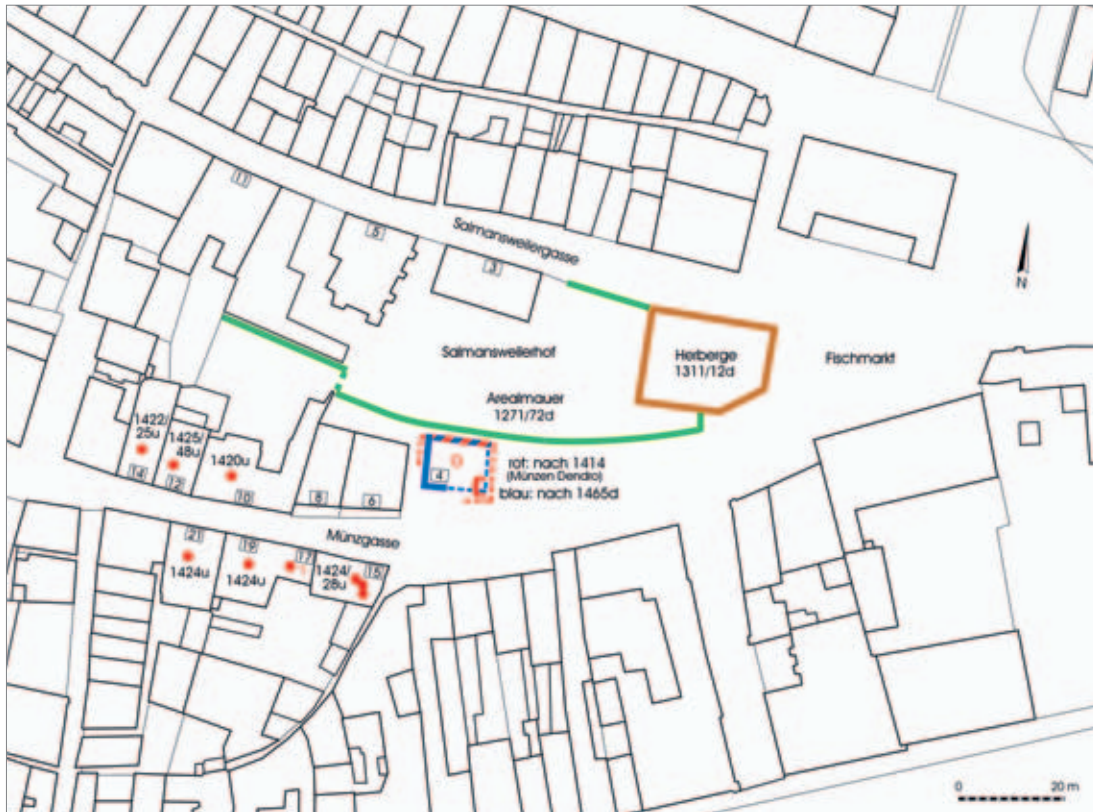 11
5
Salmansweilergasse
3
N
Salmansweilerhof
Herberge
1311/12d
Fischmarkt
Arealmauer
1271/72d
1422/
25u
1425/
48u
1420u
14
12
10
8
6
4
rot: nach 1414
(Münzen Dendro)
blau: nach 1465d
Münzgasse
21
19
17
15
1424u
1424u
1424/
28u
0
20 m